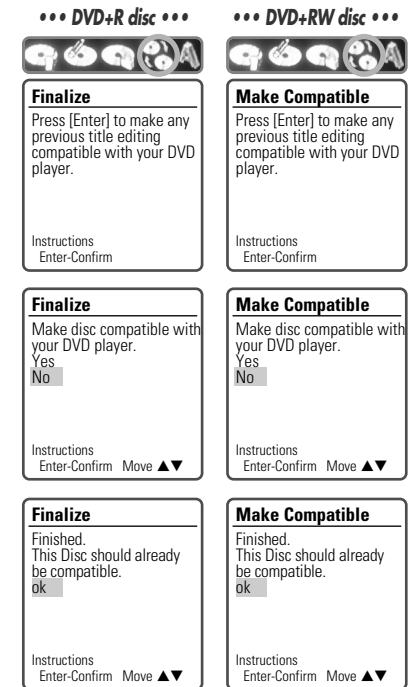 ••• DVD+R disc •••
Finalize
Press [Enter] to make any
previous title editing
compatible with your DVD
player.
Instructions
Enter-Confirm
Finalize
Make disc compatible with
your DVD player.
Yes
No
Instructions
Enter-Confirm Move ▲▼
Finalize
Finished.
This Disc should already
be compatible.
ok
Instructions
Enter-Confirm Move ▲▼
••• DVD+RW disc •••
Make Compatible
Press [Enter] to make any
previous title editing
compatible with your DVD
player.
Instructions
Enter-Confirm
Make Compatible
Make disc compatible with
your DVD player.
Yes
No
Instructions
Enter-Confirm Move ▲▼
Make Compatible
Finished.
This Disc should already
be compatible.
ok
Instructions
Enter-Confirm Move ▲▼